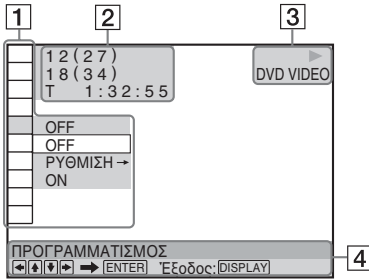 1
2
3
12(27)
18(34)
T 1:32:55
DVD VIDEO
OFF
OFF
ΡΥΘΜΙΣΗ →
ON
ΠΡΟΓΡΑΜΜΑΤΙΣΜΟΣ
ENTER Έξοδος: DISPLAY
4